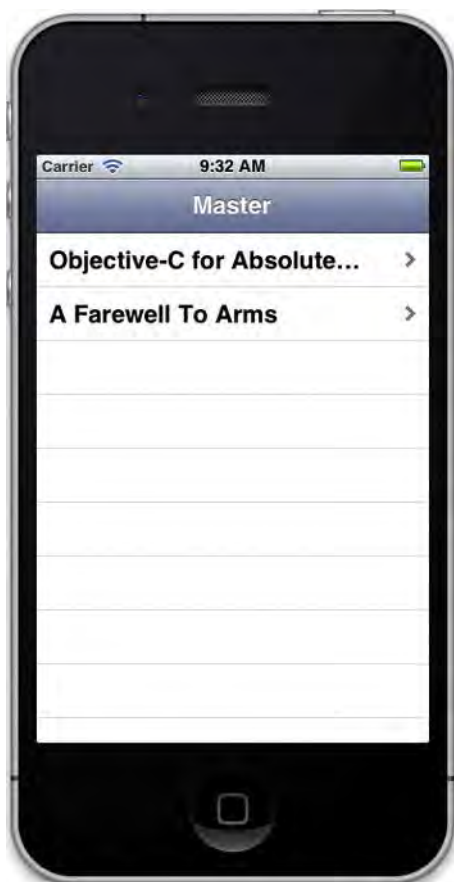 Carrier 9:32 AM
Master
Objective-C for Absolute...
A Farewell To Arms